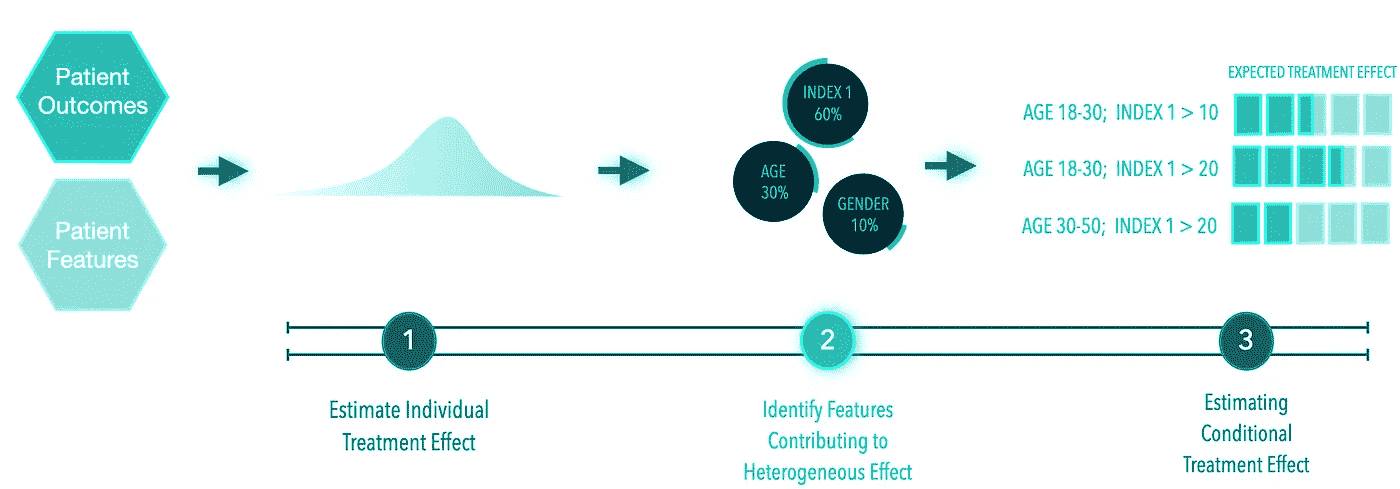 Patient
Outcomes
Patient
Features
INDEX 1
60%
AGE
30%
GENDER
10%
EXPECTED TREATMENT EFFECT
AGE 18-30; INDEX 1 > 10
AGE 18-30; INDEX 1 > 20
AGE 30-50; INDEX 1 > 20
1
Estimate Individual
Treatment Effect
2
Identify Features
Contributing to
Heterogeneous Effect
3
Estimating
Conditional
Treatment Effect